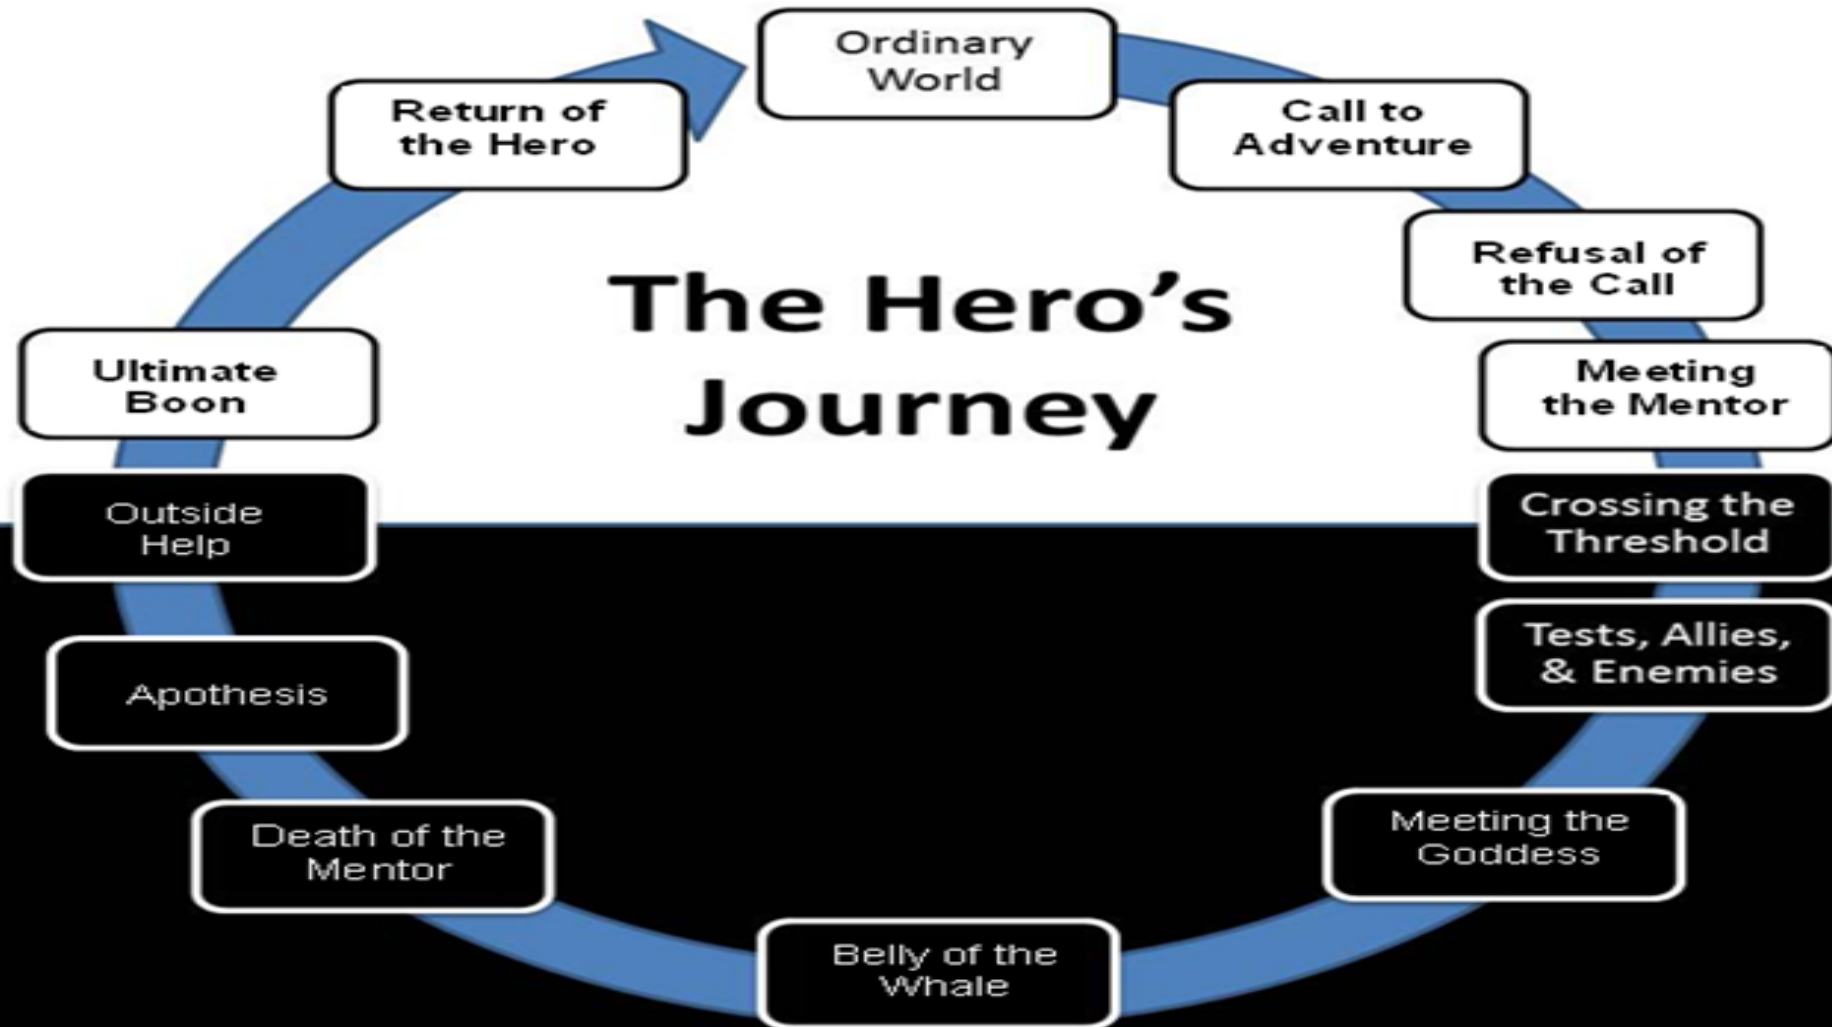 Ordinary
World
Call to
Adventure
Refusal of
the Call
Meeting
the Mentor
Crossing the
Threshold
Tests, Allies,
& Enemies
Meeting the
Goddess
Belly of the
Whale
Death of the
Mentor
Apothesis
Outside
Help
Ultimate
Boon
Return of
the Hero
The Hero’s
Journey